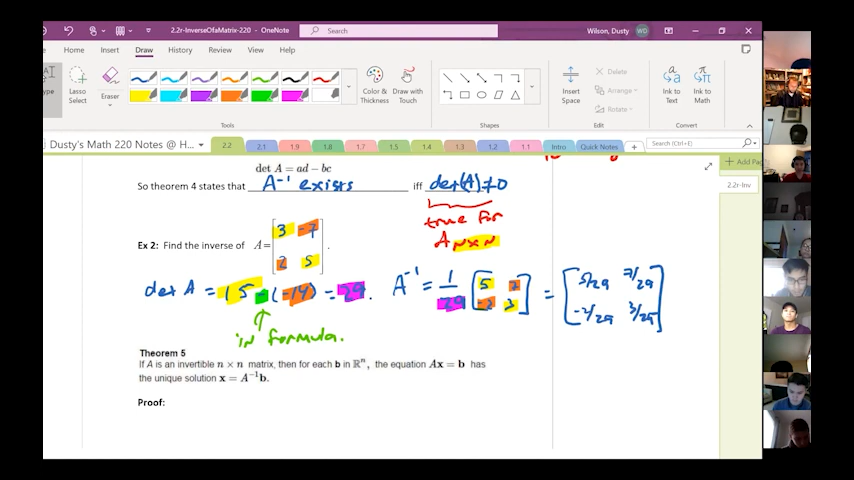 2.2r-InverseOfaMatrix-220 - OneNote
Search
Wilson, Dusty WD
Home Insert Draw History Review View Help
Type
Lasso Select
Eraser
Color & Thickness
Draw with Touch
Insert Space
Delete
Arrange
Rotate
Ink to Text
Ink to Math
Tools Shapes Edit Convert
Dusty's Math 220 Notes @ H...
2.2 2.1 1.9 1.8 1.7 1.5 1.4 1.3 1.2 1.1 Intro Quick Notes +
Search (Ctrl+E)
Add Pag
2.2r-Inv
det A = ad − bc
So theorem 4 states that A⁻¹ exists iff det(A)≠0
true for
A N×N
Ex 2: Find the inverse of A = [3 -7
2 5].
det A = 15 - (-14) = 29. A⁻¹ = 1/29 [5 7
-2 3] = [5/29 7/29
-2/29 3/29]
in formula.
Theorem 5
If A is an invertible n × n matrix, then for each b in ℝⁿ, the equation Ax = b has
the unique solution x = A⁻¹b.
Proof: